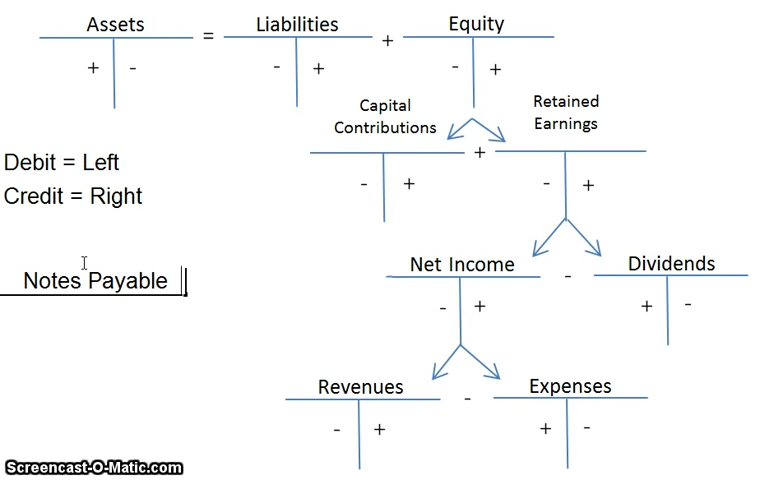 Assets = Liabilities + Equity
+ - - + - +
Capital Contributions + Retained Earnings
- + - +
Debit = Left
Credit = Right
Notes Payable
Net Income - Dividends
- + + -
Revenues - Expenses
- + + -
Screencast-O-Matic.com